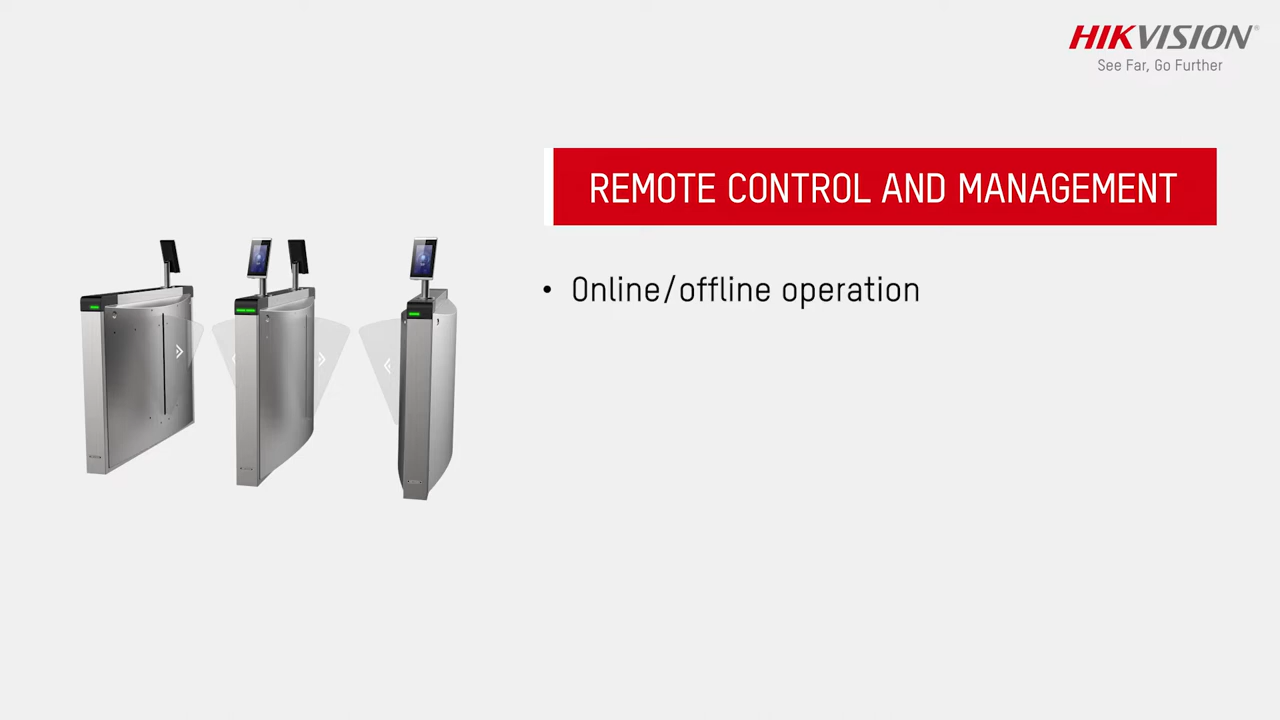 HIKVISION®
See Far, Go Further
REMOTE CONTROL AND MANAGEMENT
• Online/offline operation